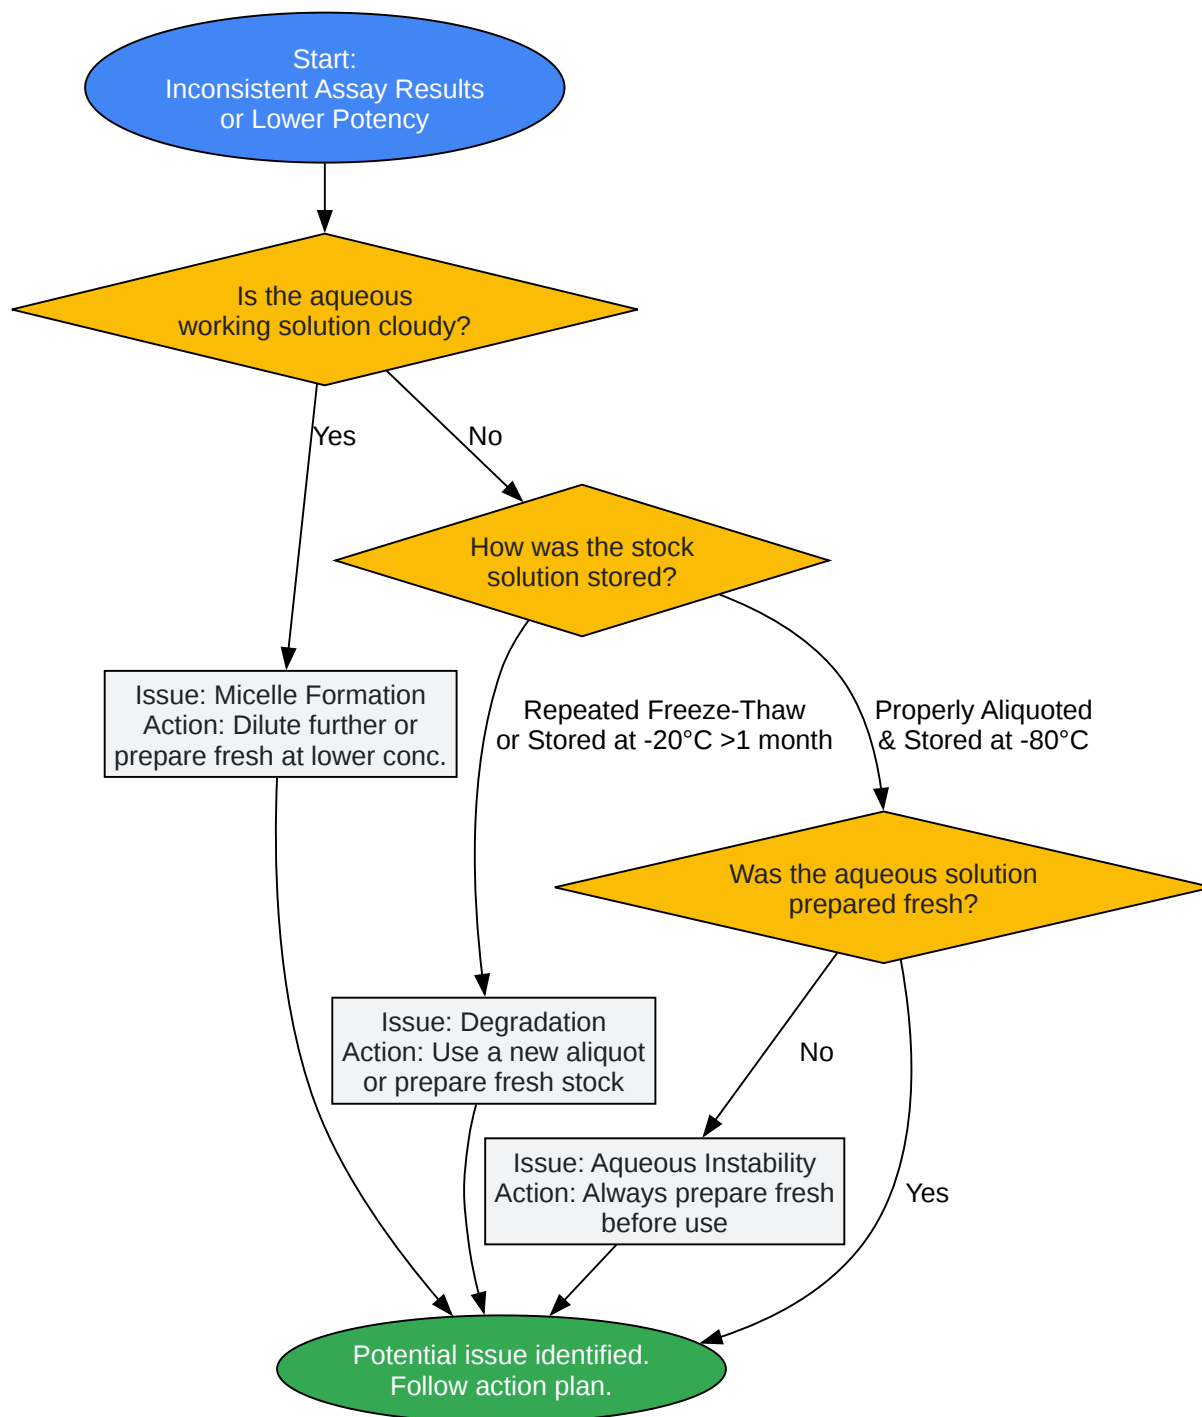 Start:
Inconsistent Assay Results
or Lower Potency
Is the aqueous
working solution cloudy?
Yes
No
How was the stock
solution stored?
Issue: Micelle Formation
Action: Dilute further or
prepare fresh at lower conc.
Repeated Freeze-Thaw
or Stored at -20°C >1 month
Properly Aliquoted
& Stored at -80°C
Was the aqueous solution
prepared fresh?
Issue: Degradation
Action: Use a new aliquot
or prepare fresh stock
No
Issue: Aqueous Instability
Action: Always prepare fresh
before use
Yes
Potential issue identified.
Follow action plan.